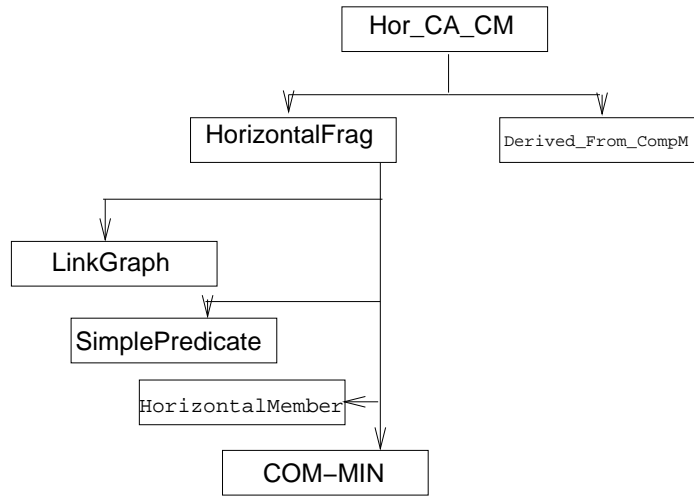 Hor_CA_CM
HorizontalFrag
Derived_From_CompM
LinkGraph
SimplePredicate
HorizontalMember
COM−MIN